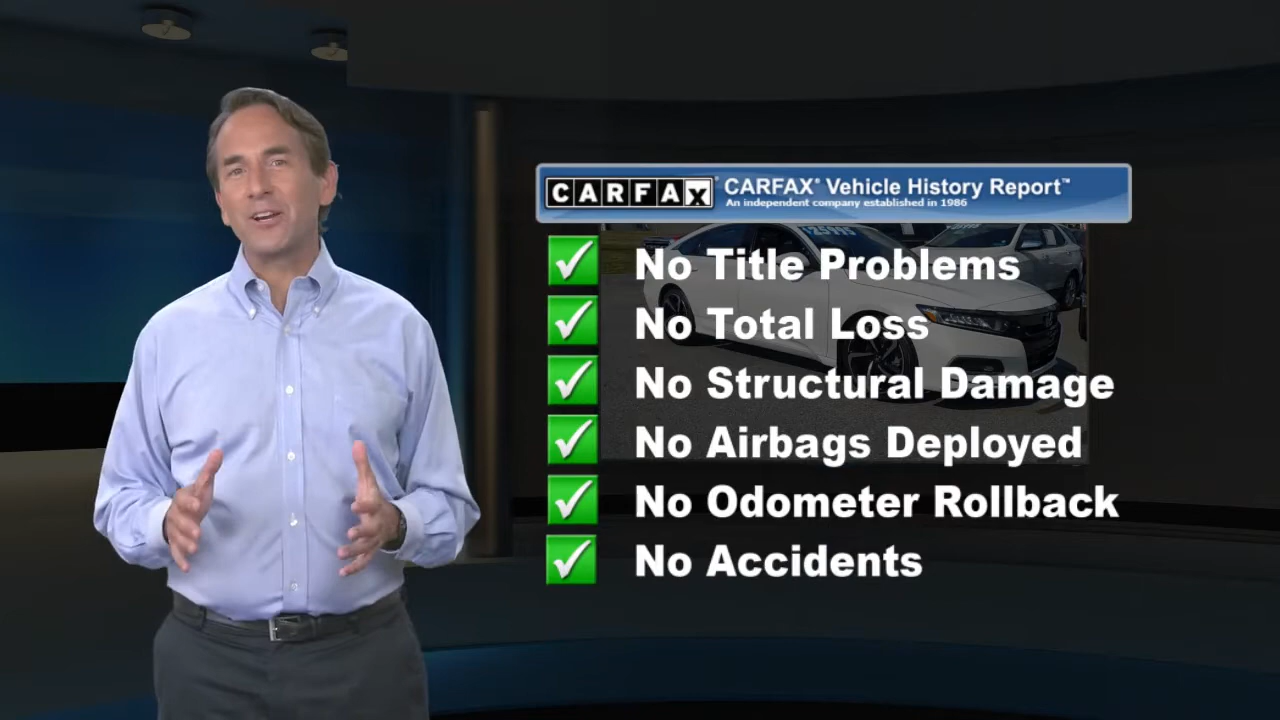 CARFAX® CARFAX® Vehicle History Report™
An independent company established in 1986
No Title Problems
No Total Loss
No Structural Damage
No Airbags Deployed
No Odometer Rollback
No Accidents